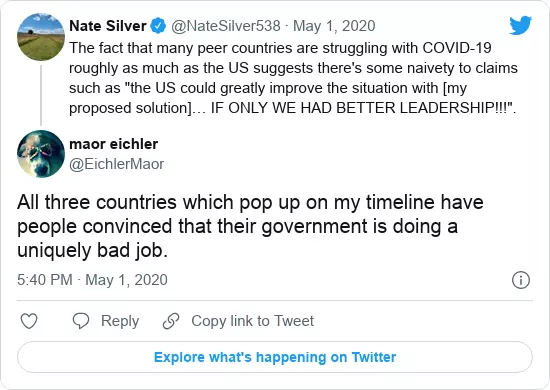 Nate Silver @NateSilver538 · May 1, 2020
The fact that many peer countries are struggling with COVID-19
roughly as much as the US suggests there's some naivety to claims
such as "the US could greatly improve the situation with [my
proposed solution]… IF ONLY WE HAD BETTER LEADERSHIP!!!".
maor eichler
@EichlerMaor
All three countries which pop up on my timeline have
people convinced that their government is doing a
uniquely bad job.
5:40 PM · May 1, 2020
Reply
Copy link to Tweet
Explore what's happening on Twitter